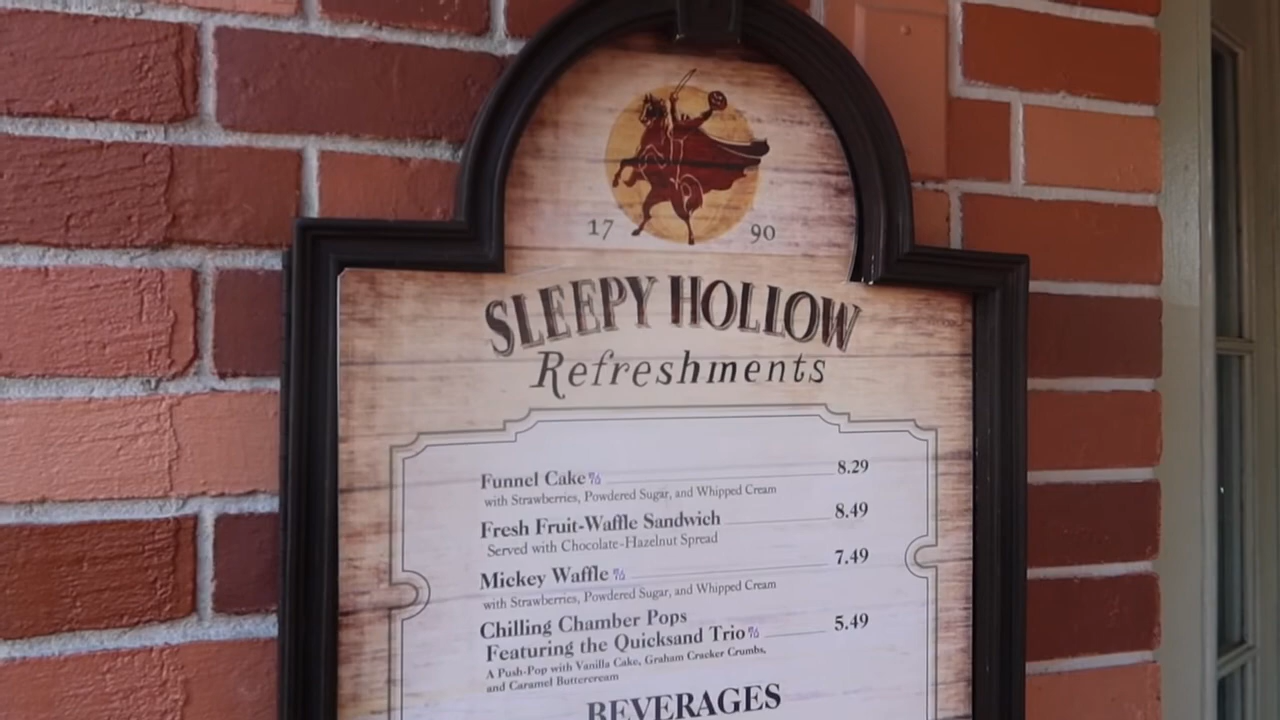 17 90
SLEEPY HOLLOW
Refreshments
Funnel Cake 8.29
with Strawberries, Powdered Sugar, and Whipped Cream
Fresh Fruit-Waffle Sandwich 8.49
Served with Chocolate-Hazelnut Spread
Mickey Waffle 7.49
with Strawberries, Powdered Sugar, and Whipped Cream
Chilling Chamber Pops
Featuring the Quicksand Trio 5.49
A Push-Pop with Vanilla Cake, Graham Cracker Crumbs,
and Caramel Buttercream
BEVERAGES